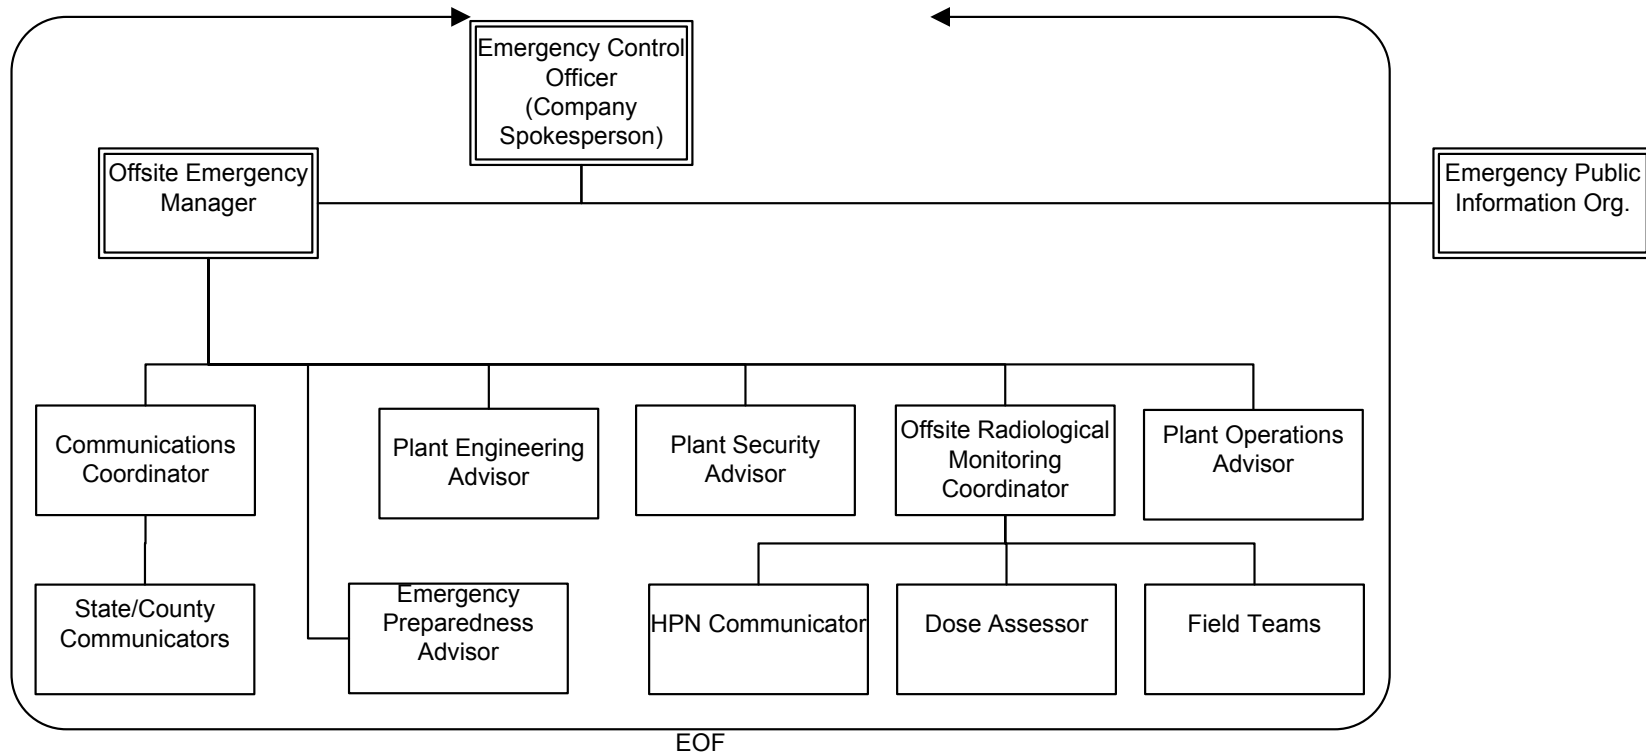 Emergency Control
Officer
(Company
Spokesperson)
Offsite Emergency
Manager
Emergency Public
Information Org.
Communications
Coordinator
Plant Engineering
Advisor
Plant Security
Advisor
Offsite Radiological
Monitoring
Coordinator
Plant Operations
Advisor
State/County
Communicators
Emergency
Preparedness
Advisor
HPN Communicator
Dose Assessor
Field Teams
EOF